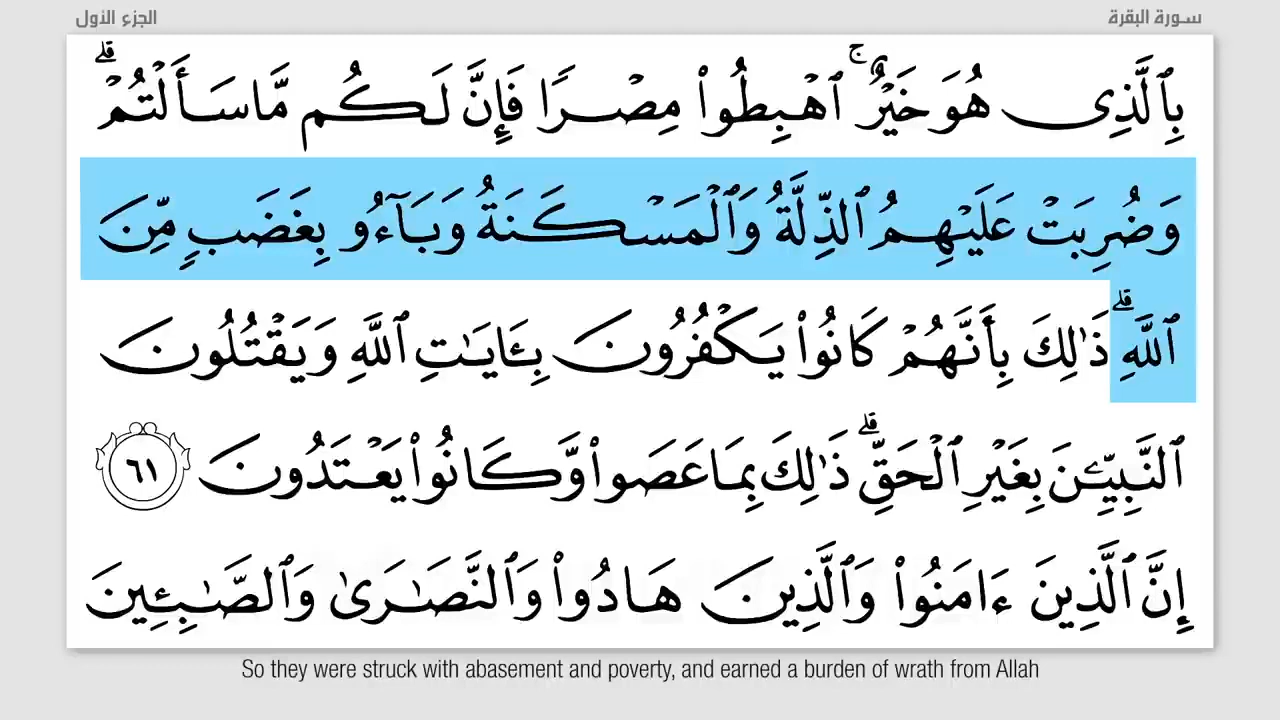 سورة البقرة
الجزء الأول
بِٱلَّذِى هُوَ خَيْرٌ ۚ ٱهْبِطُوا۟ مِصْرًا فَإِنَّ لَكُم مَّا سَأَلْتُمْ ۗ
وَضُرِبَتْ عَلَيْهِمُ ٱلذِّلَّةُ وَٱلْمَسْكَنَةُ وَبَآءُو بِغَضَبٍ مِّنَ
ٱللَّهِ ۗ ذَٰلِكَ بِأَنَّهُمْ كَانُوا۟ يَكْفُرُونَ بِـَٔايَـٰتِ ٱللَّهِ وَيَقْتُلُونَ
ٱلنَّبِيِّـۧنَ بِغَيْرِ ٱلْحَقِّ ۗ ذَٰلِكَ بِمَا عَصَوا۟ وَّكَانُوا۟ يَعْتَدُونَ ٦١
إِنَّ ٱلَّذِينَ ءَامَنُوا۟ وَٱلَّذِينَ هَادُوا۟ وَٱلنَّصَـٰرَىٰ وَٱلصَّـٰبِـِٔينَ
So they were struck with abasement and poverty, and earned a burden of wrath from Allah